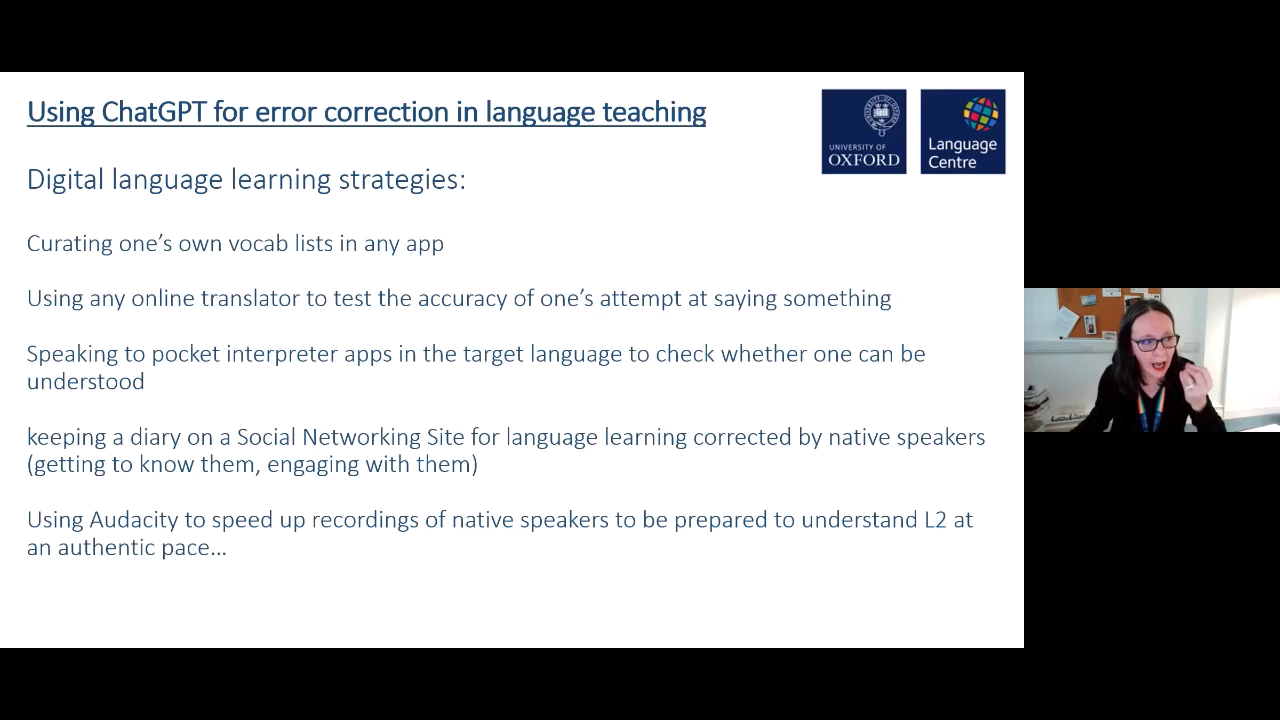 Using ChatGPT for error correction in language teaching
UNIVERSITY OF
OXFORD
Language
Centre
Digital language learning strategies:
Curating one’s own vocab lists in any app
Using any online translator to test the accuracy of one’s attempt at saying something
Speaking to pocket interpreter apps in the target language to check whether one can be
understood
keeping a diary on a Social Networking Site for language learning corrected by native speakers
(getting to know them, engaging with them)
Using Audacity to speed up recordings of native speakers to be prepared to understand L2 at
an authentic pace…